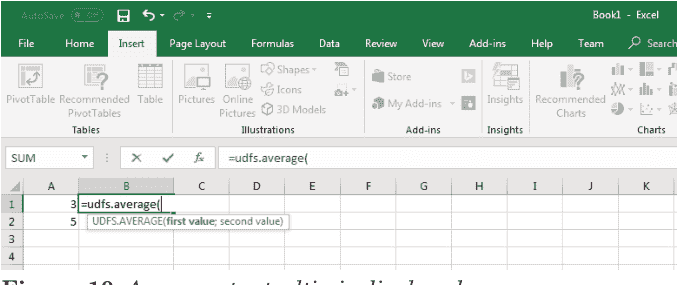 AutoSave Off Book1 - Excel
File Home Insert Page Layout Formulas Data Review View Add-ins Help Team Search
PivotTable Recommended PivotTables Table Pictures Online Pictures Shapes Icons 3D Models Store My Add-ins Insights Recommended Charts
Tables Illustrations Add-ins Insights Charts
SUM fx =udfs.average(
A B C D E F G H I J K
1 3 =udfs.average(
2 5 UDFS.AVERAGE(first value; second value)
3
4